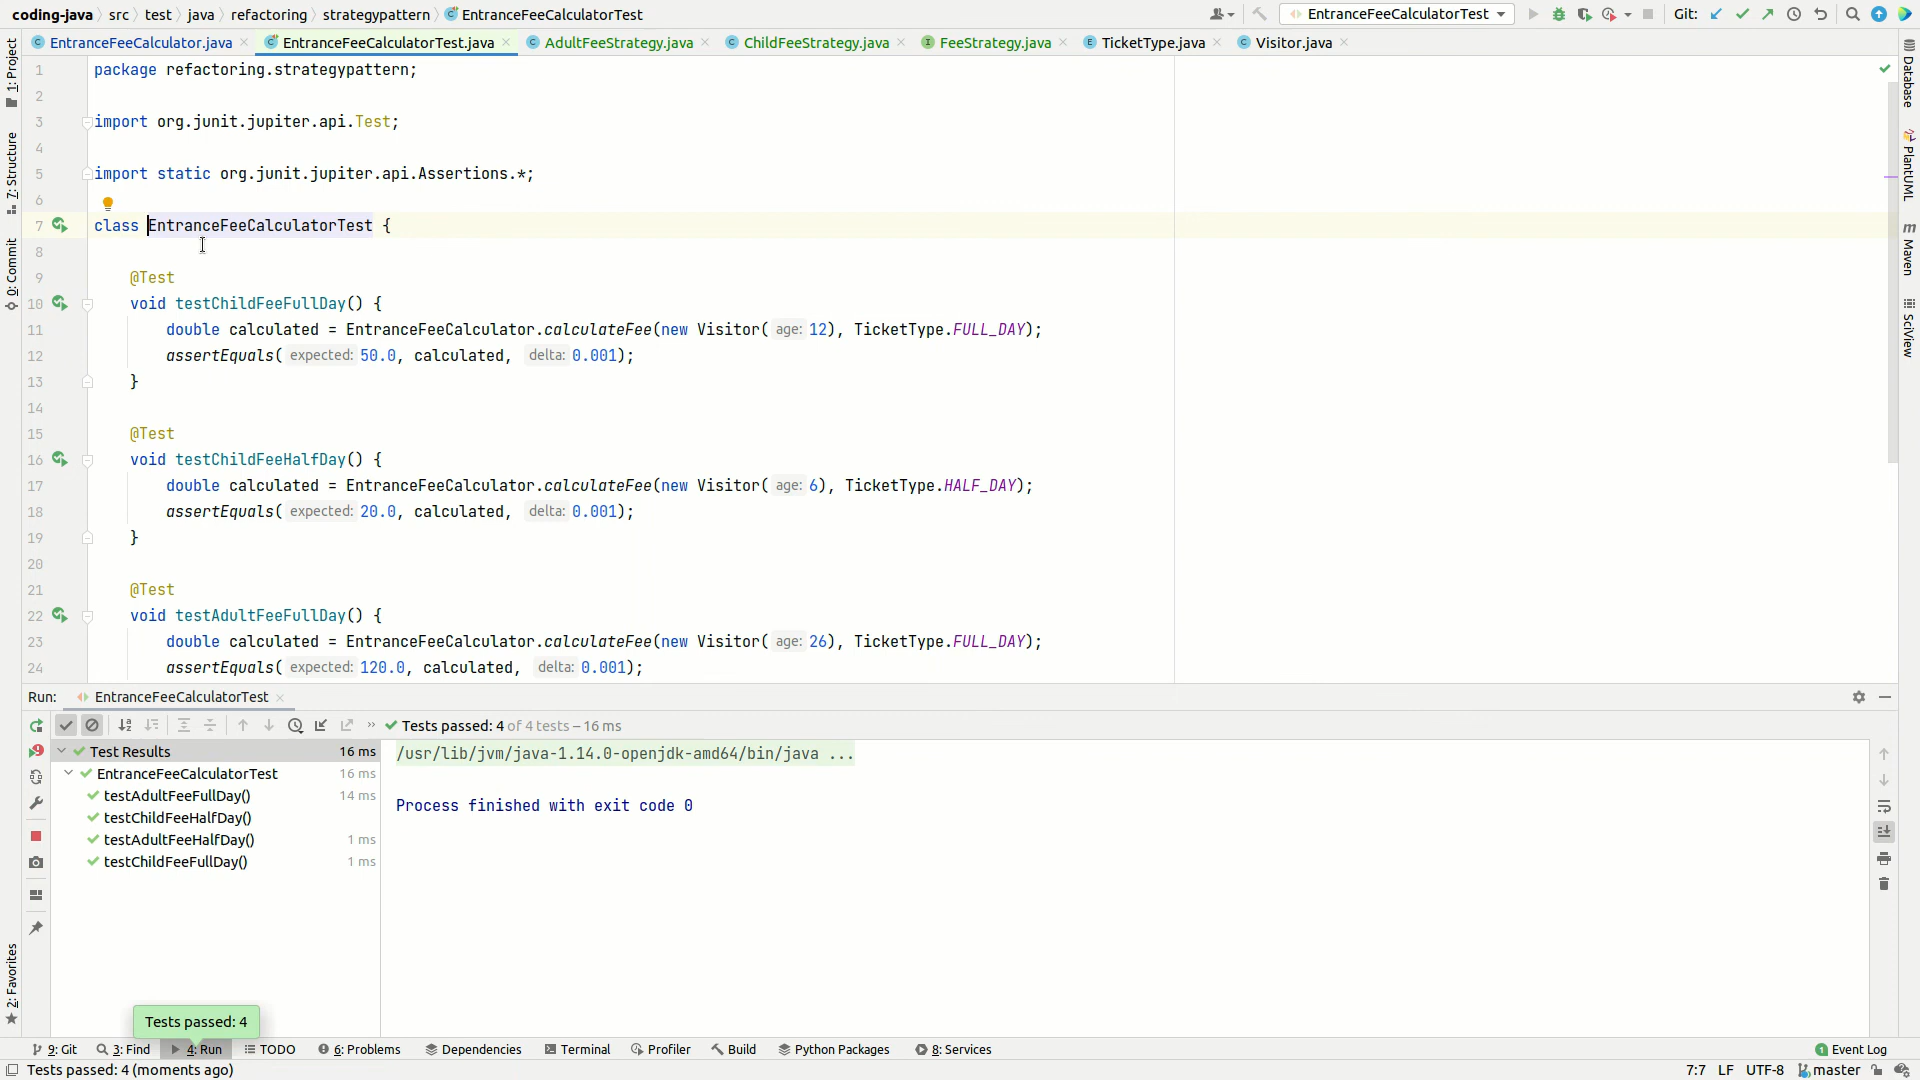 coding-java › src › test › java › refactoring › strategypattern › EntranceFeeCalculatorTest
EntranceFeeCalculatorTest
Git:
EntranceFeeCalculator.java
EntranceFeeCalculatorTest.java
AdultFeeStrategy.java
ChildFeeStrategy.java
FeeStrategy.java
TicketType.java
Visitor.java
1: Project
7: Structure
0: Commit
2: Favorites
Database
PlantUML
Maven
SciView
1 package refactoring.strategypattern;
2
3 import org.junit.jupiter.api.Test;
4
5 import static org.junit.jupiter.api.Assertions.*;
6
7 class EntranceFeeCalculatorTest {
8
9 @Test
10 void testChildFeeFullDay() {
11 double calculated = EntranceFeeCalculator.calculateFee(new Visitor( age: 12), TicketType.FULL_DAY);
12 assertEquals( expected: 50.0, calculated, delta: 0.001);
13 }
14
15 @Test
16 void testChildFeeHalfDay() {
17 double calculated = EntranceFeeCalculator.calculateFee(new Visitor( age: 6), TicketType.HALF_DAY);
18 assertEquals( expected: 20.0, calculated, delta: 0.001);
19 }
20
21 @Test
22 void testAdultFeeFullDay() {
23 double calculated = EntranceFeeCalculator.calculateFee(new Visitor( age: 26), TicketType.FULL_DAY);
24 assertEquals( expected: 120.0, calculated, delta: 0.001);
Run: EntranceFeeCalculatorTest
» Tests passed: 4 of 4 tests – 16 ms
Test Results 16 ms
EntranceFeeCalculatorTest 16 ms
testAdultFeeFullDay() 14 ms
testChildFeeHalfDay()
testAdultFeeHalfDay() 1 ms
testChildFeeFullDay() 1 ms
/usr/lib/jvm/java-1.14.0-openjdk-amd64/bin/java ...
Process finished with exit code 0
Tests passed: 4
9: Git
3: Find
4: Run
TODO
6: Problems
Dependencies
Terminal
Profiler
Build
Python Packages
8: Services
1 Event Log
Tests passed: 4 (moments ago)
7:7 LF UTF-8 master